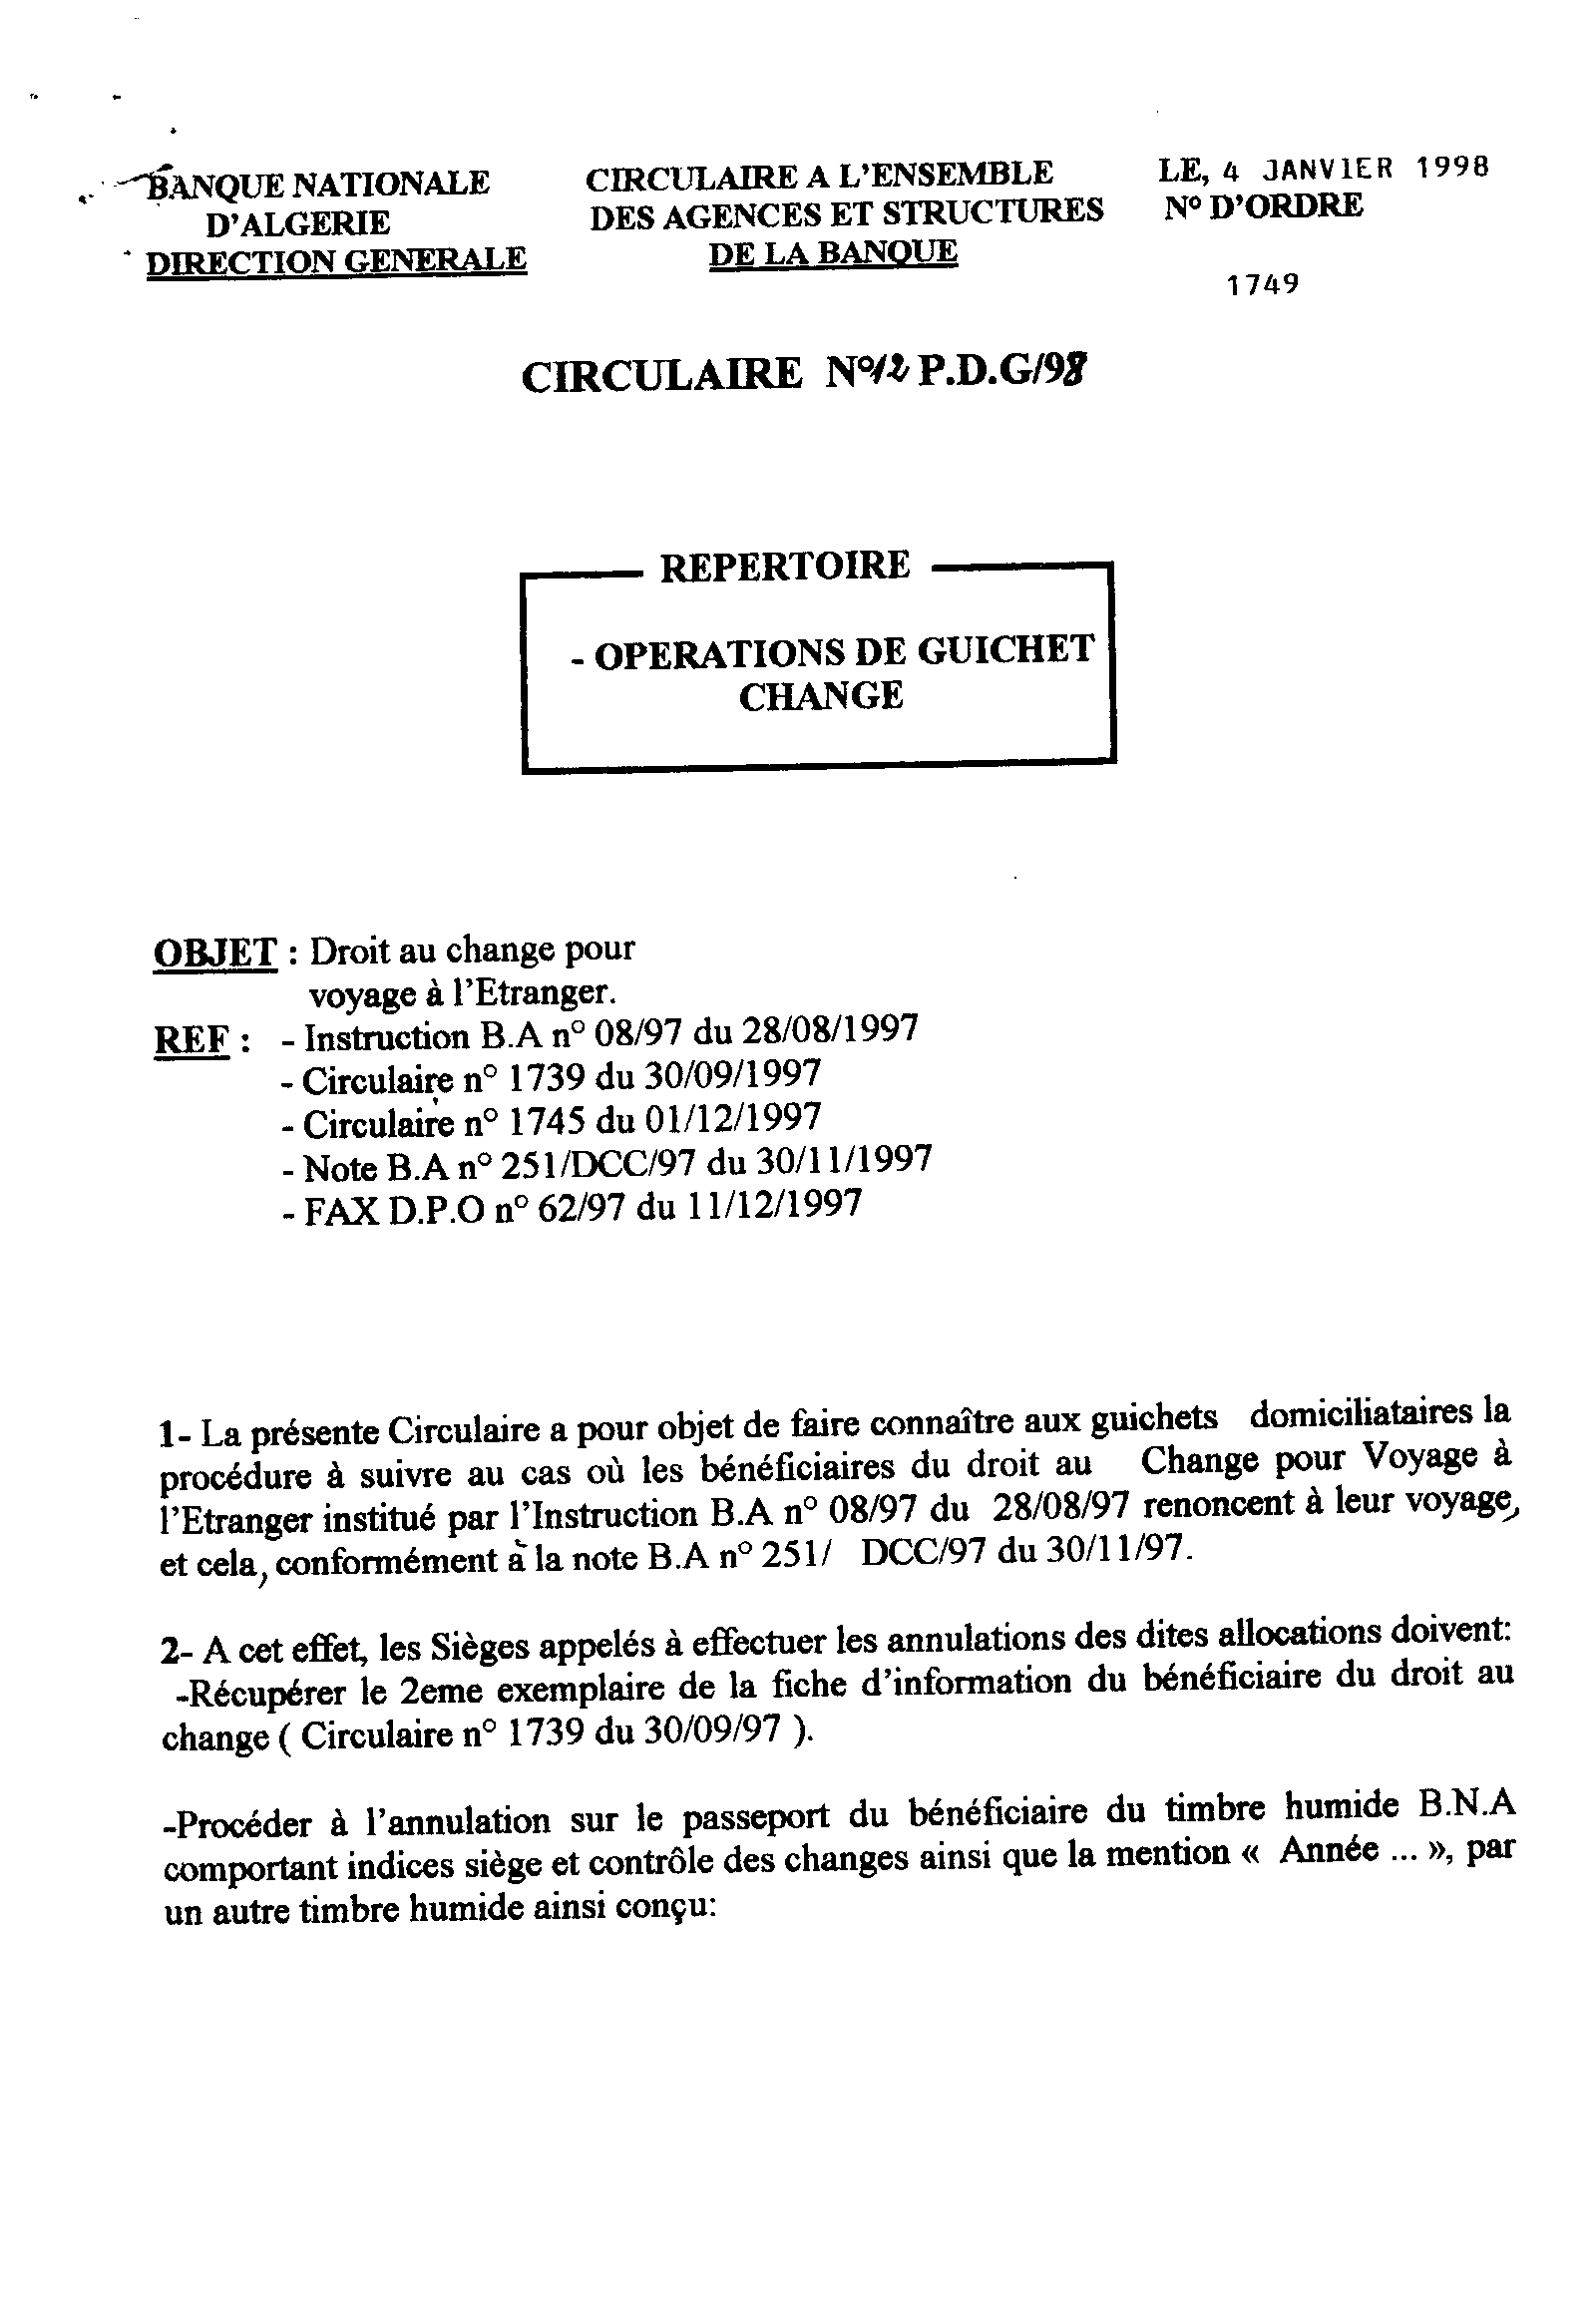 BANQUE NATIONALE
D'ALGERIE
DIRECTION GENERALE
CIRCULAIRE A L'ENSEMBLE
DES AGENCES ET STRUCTURES
DE LA BANQUE
LE, 4 JANVIER 1998
N° D'ORDRE
1749
CIRCULAIRE N°12 P.D.G/98
REPERTOIRE
- OPERATIONS DE GUICHET
CHANGE
OBJET : Droit au change pour
voyage à l'Etranger.
REF : - Instruction B.A n° 08/97 du 28/08/1997
- Circulaire n° 1739 du 30/09/1997
- Circulaire n° 1745 du 01/12/1997
- Note B.A n° 251/DCC/97 du 30/11/1997
- FAX D.P.O n° 62/97 du 11/12/1997
1- La présente Circulaire a pour objet de faire connaître aux guichets domiciliataires la
procédure à suivre au cas où les bénéficiaires du droit au Change pour Voyage à
l'Etranger institué par l'Instruction B.A n° 08/97 du 28/08/97 renoncent à leur voyage,
et cela, conformément à la note B.A n° 251/ DCC/97 du 30/11/97.
2- A cet effet, les Sièges appelés à effectuer les annulations des dites allocations doivent:
-Récupérer le 2eme exemplaire de la fiche d'information du bénéficiaire du droit au
change ( Circulaire n° 1739 du 30/09/97 ).
-Procéder à l'annulation sur le passeport du bénéficiaire du timbre humide B.N.A
comportant indices siège et contrôle des changes ainsi que la mention « Année ... », par
un autre timbre humide ainsi conçu: